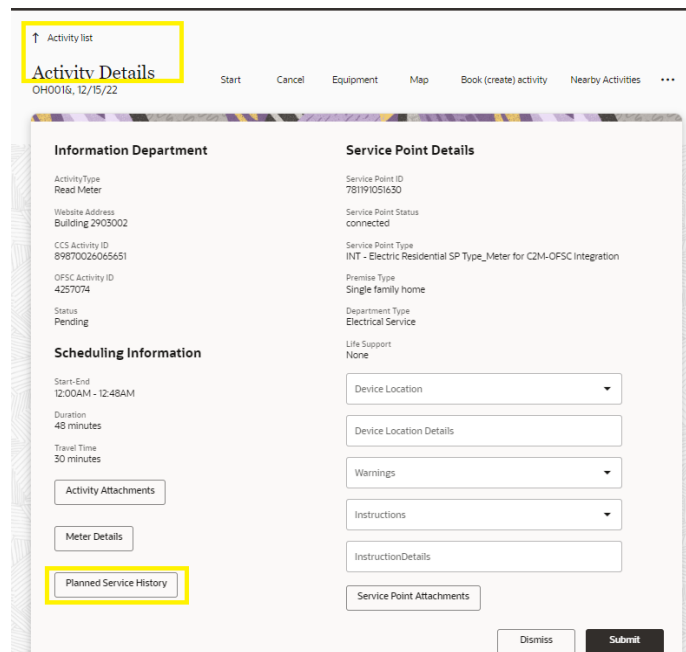 ↑ Activity list
Activity Details
OH001&, 12/15/22
Start Cancel Equipment Map Book (create) activity Nearby Activities ...
Information Department
ActivityType
Read Meter
Website Address
Building 2903002
CCS Activity ID
89870026065651
OFSC Activity ID
4257074
Status
Pending
Scheduling Information
Start-End
12:00AM - 12:48AM
Duration
48 minutes
Travel Time
30 minutes
Activity Attachments
Meter Details
Planned Service History
Service Point Details
Service Point ID
781191051630
Service Point Status
connected
Service Point Type
INT - Electric Residential SP Type_Meter for C2M-OFSC Integration
Premise Type
Single family home
Department Type
Electrical Service
Life Support
None
Device Location
Device Location Details
Warnings
Instructions
InstructionDetails
Service Point Attachments
Dismiss Submit